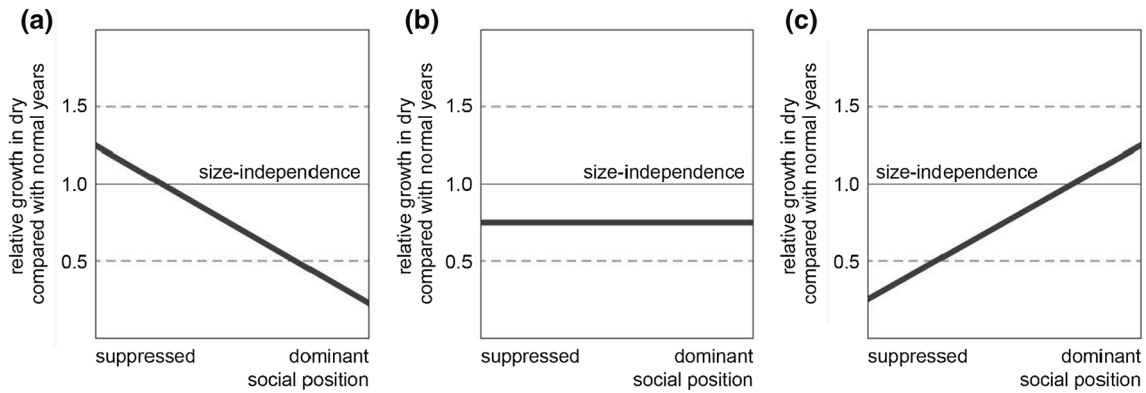 (a)
relative growth in dry
compared with normal years
1.5
1.0
0.5
size-independence
suppressed dominant
social position
(b)
relative growth in dry
compared with normal years
1.5
1.0
0.5
size-independence
suppressed dominant
social position
(c)
relative growth in dry
compared with normal years
1.5
1.0
0.5
size-independence
suppressed dominant
social position